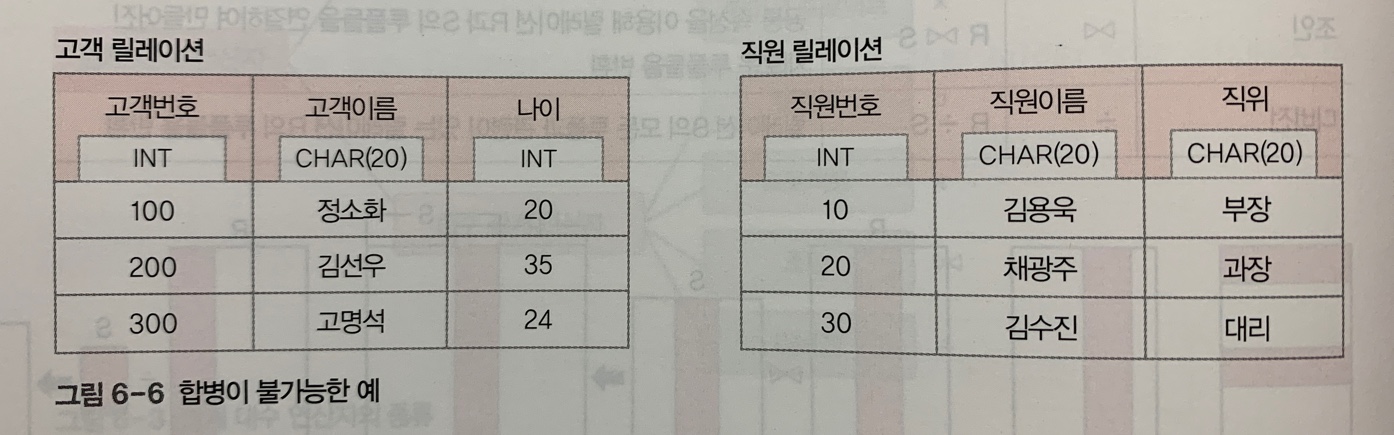 고객 릴레이션
고객번호 고객이름 나이
INT CHAR(20) INT
100 정소화 20
200 김선우 35
300 고명석 24
직원 릴레이션
직원번호 직원이름 직위
INT CHAR(20) CHAR(20)
10 김용욱 부장
20 채광주 과장
30 김수진 대리
그림 6-6 합병이 불가능한 예